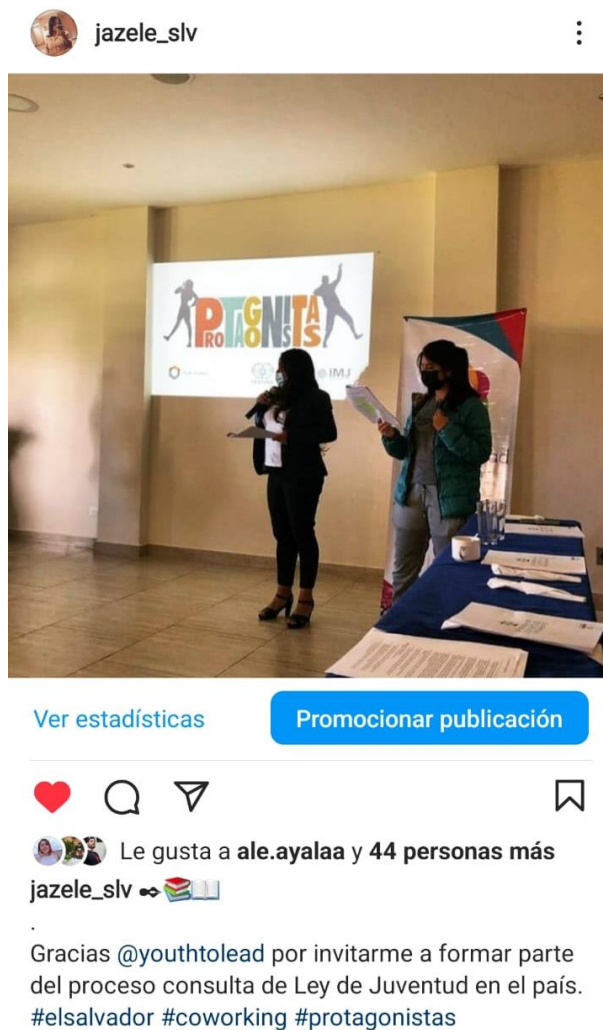 jazele_slv
PROTAGONISTAS
IMJ
Ver estadísticas
Promocionar publicación
Le gusta a ale.ayalaa y 44 personas más
jazele_slv ✒️📚📖
.
Gracias @youthtolead por invitarme a formar parte
del proceso consulta de Ley de Juventud en el país.
#elsalvador #coworking #protagonistas